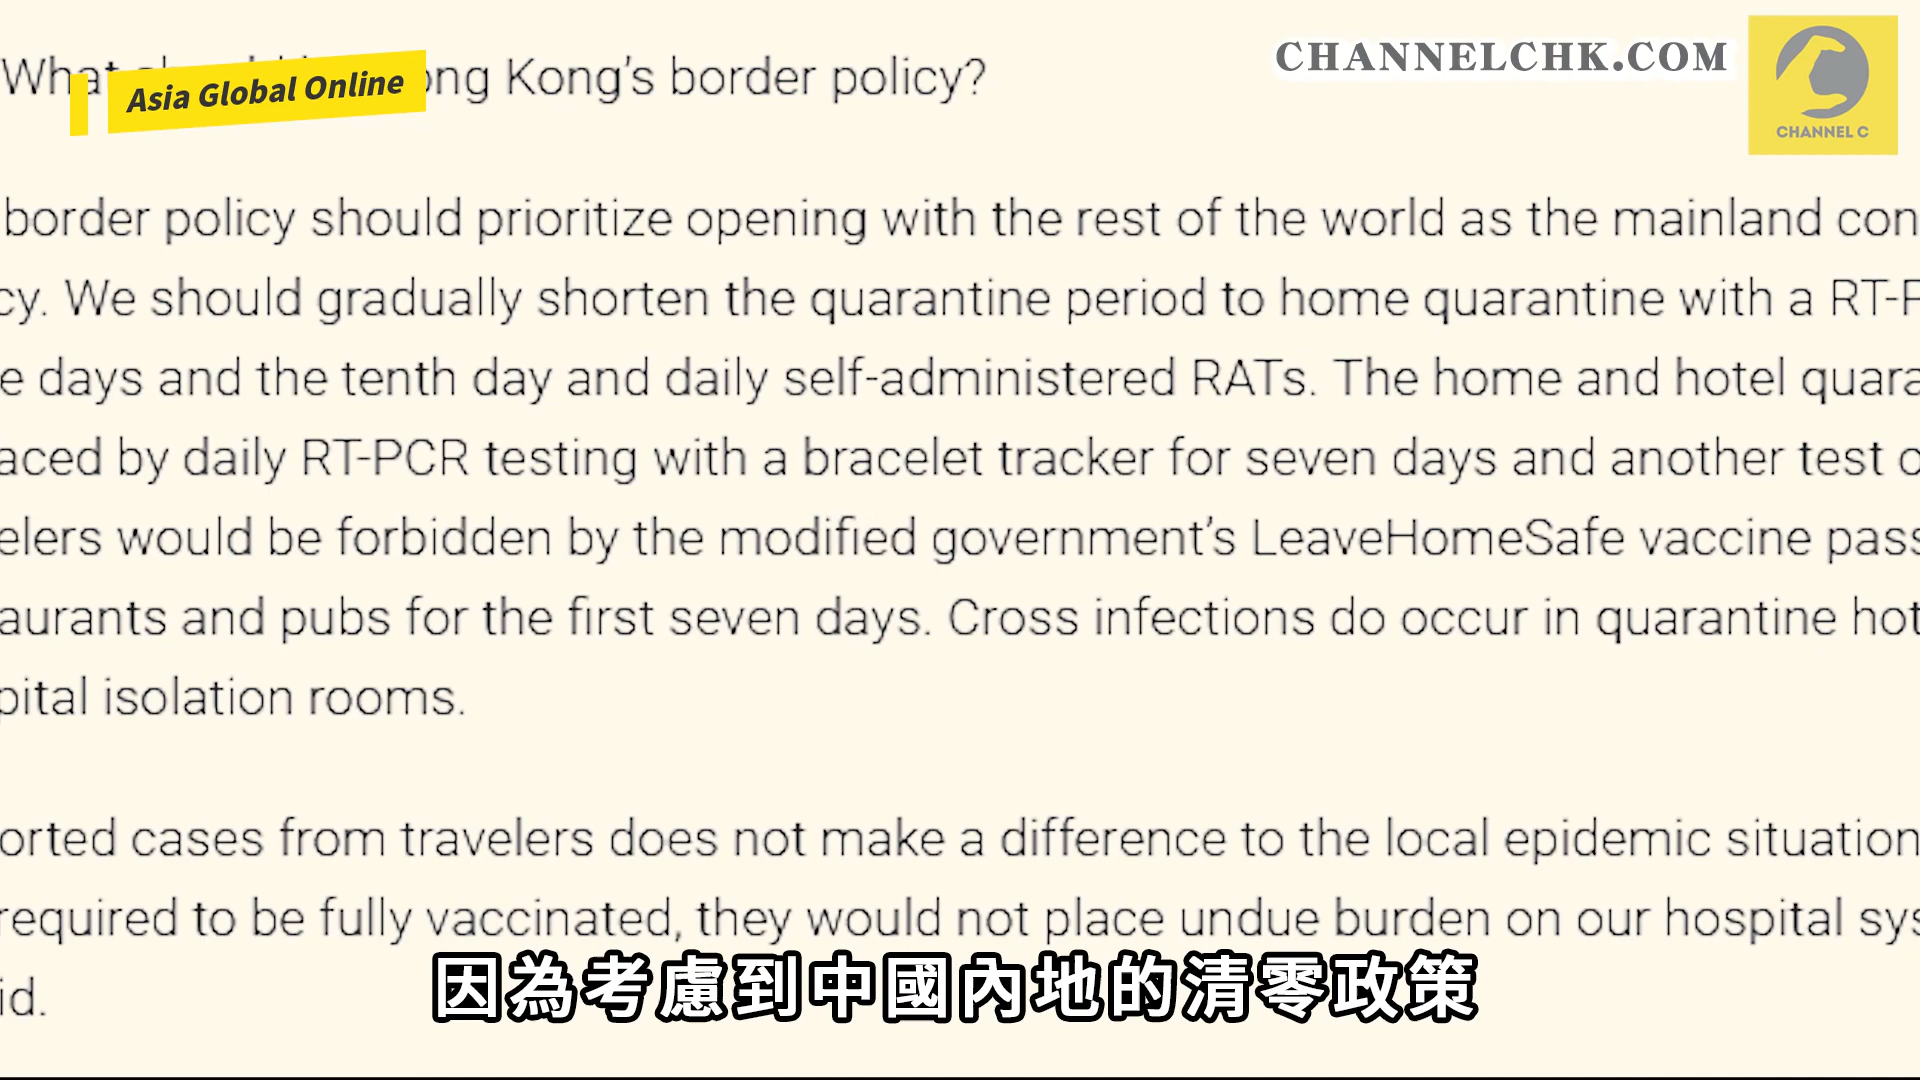 What ong Kong's border policy?
Asia Global Online
CHANNELCHK.COM
CHANNEL C
border policy should prioritize opening with the rest of the world as the mainland con
cy. We should gradually shorten the quarantine period to home quarantine with a RT-P
e days and the tenth day and daily self-administered RATs. The home and hotel quara
aced by daily RT-PCR testing with a bracelet tracker for seven days and another test o
elers would be forbidden by the modified government's LeaveHomeSafe vaccine pass
aurants and pubs for the first seven days. Cross infections do occur in quarantine hot
pital isolation rooms.
orted cases from travelers does not make a difference to the local epidemic situation
required to be fully vaccinated, they would not place undue burden on our hospital sys
id.
因為考慮到中國內地的清零政策